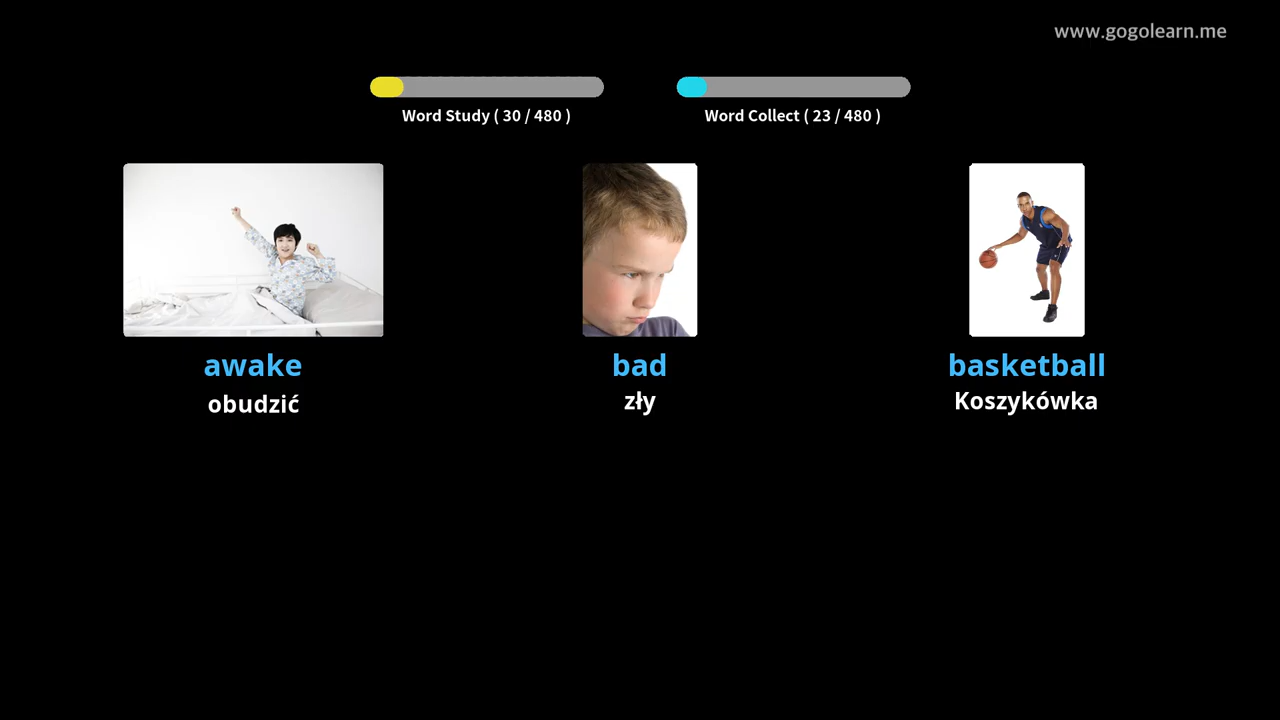 www.gogolearn.me
Word Study ( 30 / 480 )
Word Collect ( 23 / 480 )
awake
obudzić
bad
zły
basketball
Koszykówka